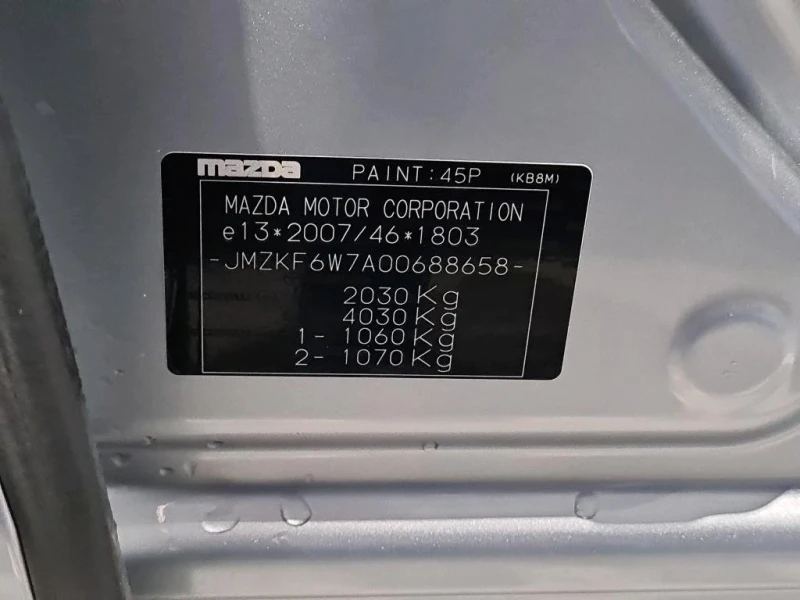 mazda PAINT:45P (KB8M)
MAZDA MOTOR CORPORATION
e13*2007/46*1803
-JMZKF6W7A00688658-
2030Kg
4030Kg
1- 1060Kg
2- 1070Kg